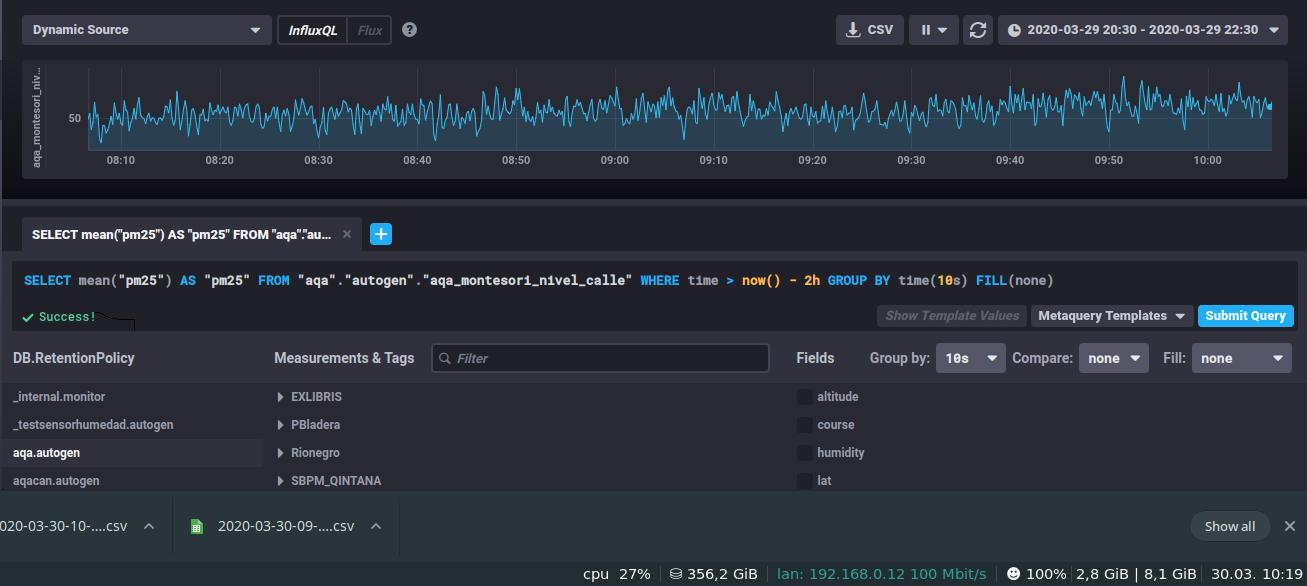 Dynamic Source InfluxQL Flux ? CSV 2020-03-29 20:30 - 2020-03-29 22:30
aqa_montesori_niv...
50
08:10 08:20 08:30 08:40 08:50 09:00 09:10 09:20 09:30 09:40 09:50 10:00
SELECT mean("pm25") AS "pm25" FROM "aqa"."au... × +
SELECT mean("pm25") AS "pm25" FROM "aqa"."autogen"."aqa_montesori_nivel_calle" WHERE time > now() - 2h GROUP BY time(10s) FILL(none)
Success! Show Template Values Metaquery Templates Submit Query
DB.RetentionPolicy Measurements & Tags Filter Fields Group by: 10s Compare: none Fill: none
_internal.monitor EXLIBRIS altitude
_testsensorhumedad.autogen PBladera course
aqa.autogen Rionegro humidity
aqacan.autogen SBPM_QINTANA lat
020-03-30-10-....csv 2020-03-30-09-....csv Show all ×
cpu 27% 356,2 GiB lan: 192.168.0.12 100 Mbit/s 100% 2,8 GiB | 8,1 GiB 30.03. 10:19